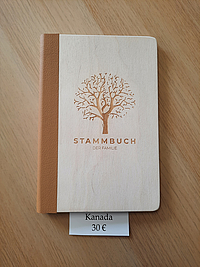 STAMMBUCH
DER FAMILIE
Kanada
30 €